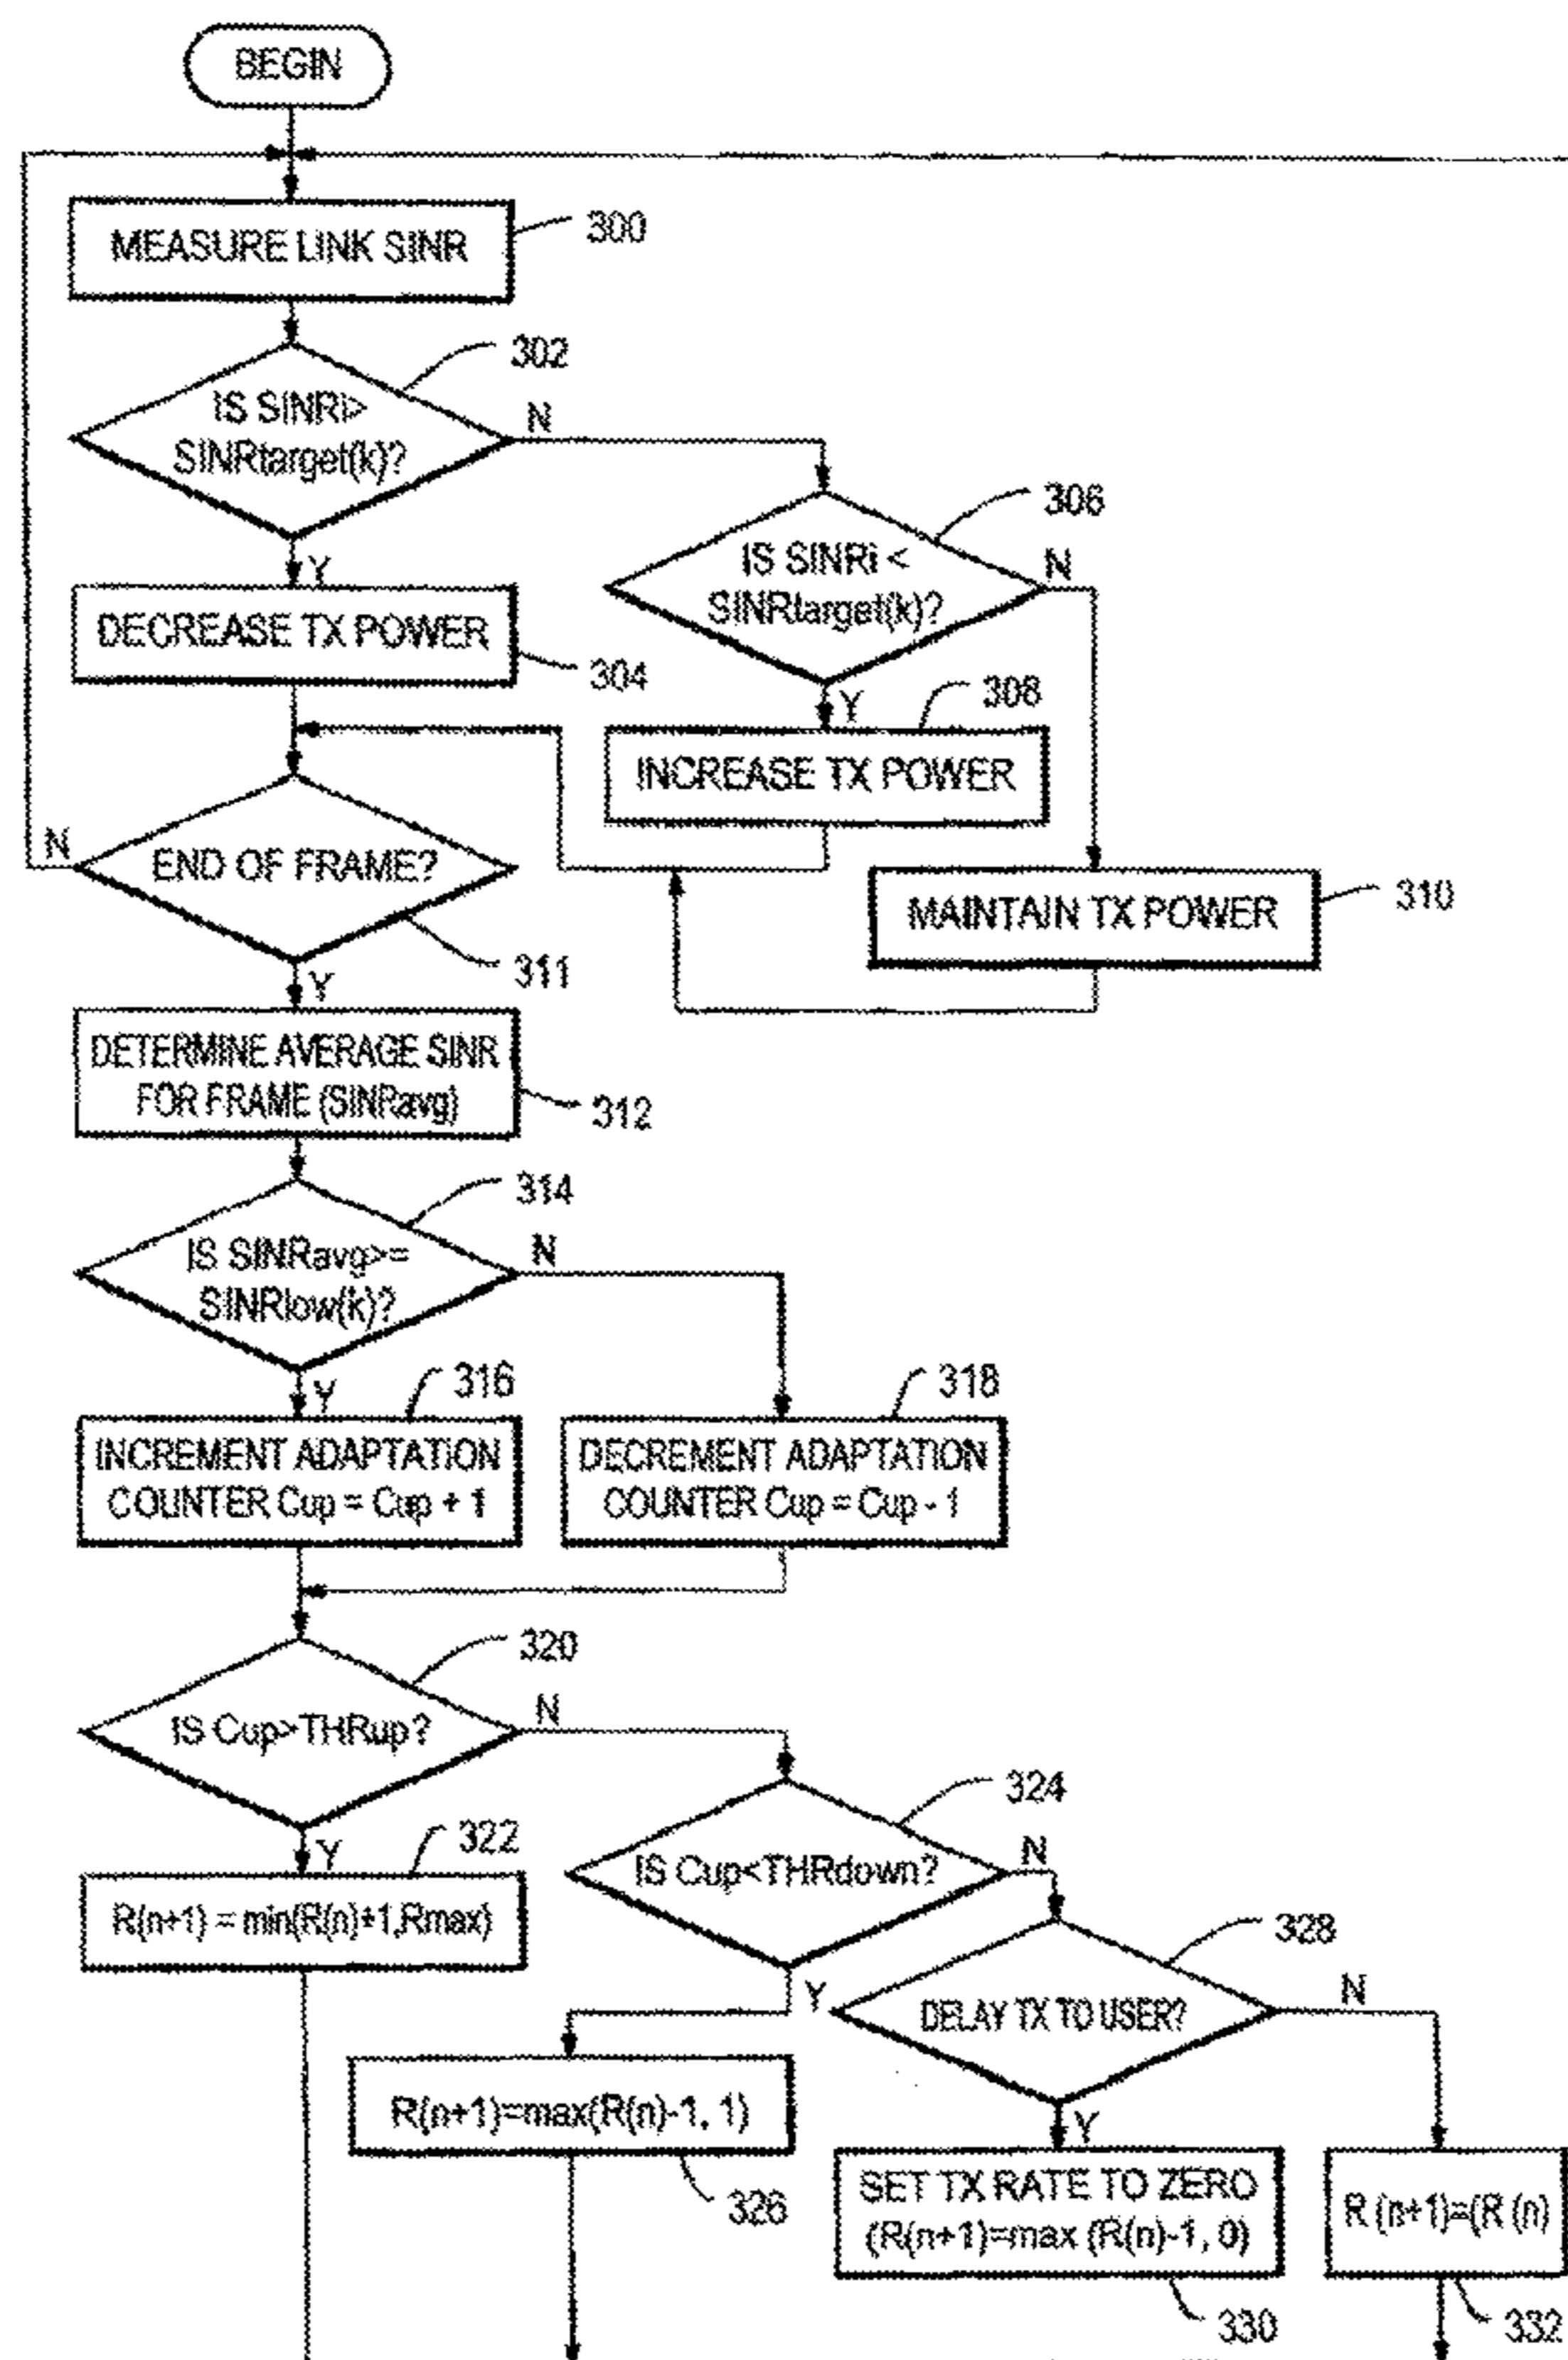 BEGIN
MEASURE LINK SINR
300
302
IS SINRi>
SINRtarget(k)?
N
Y
306
IS SINRi <
SINRtarget(k)?
N
Y
DECREASE TX POWER
304
308
INCREASE TX POWER
END OF FRAME?
N
311
Y
MAINTAIN TX POWER
310
DETERMINE AVERAGE SINR
FOR FRAME (SINRavg)
312
314
IS SINRavg>=
SINRlow(k)?
N
Y
316
INCREMENT ADAPTATION
COUNTER Cup = Cup + 1
318
DECREMENT ADAPTATION
COUNTER Cup = Cup - 1
320
IS Cup>THRup?
N
Y
322
R(n+1) = min(R(n)+1,Rmax)
324
IS Cup<THRdown?
N
Y
328
DELAY TX TO USER?
N
Y
R(n+1)=max(R(n)-1, 1)
326
SET TX RATE TO ZERO
(R(n+1)=max (R(n)-1, 0)
330
R (n+1)=(R (n)
332